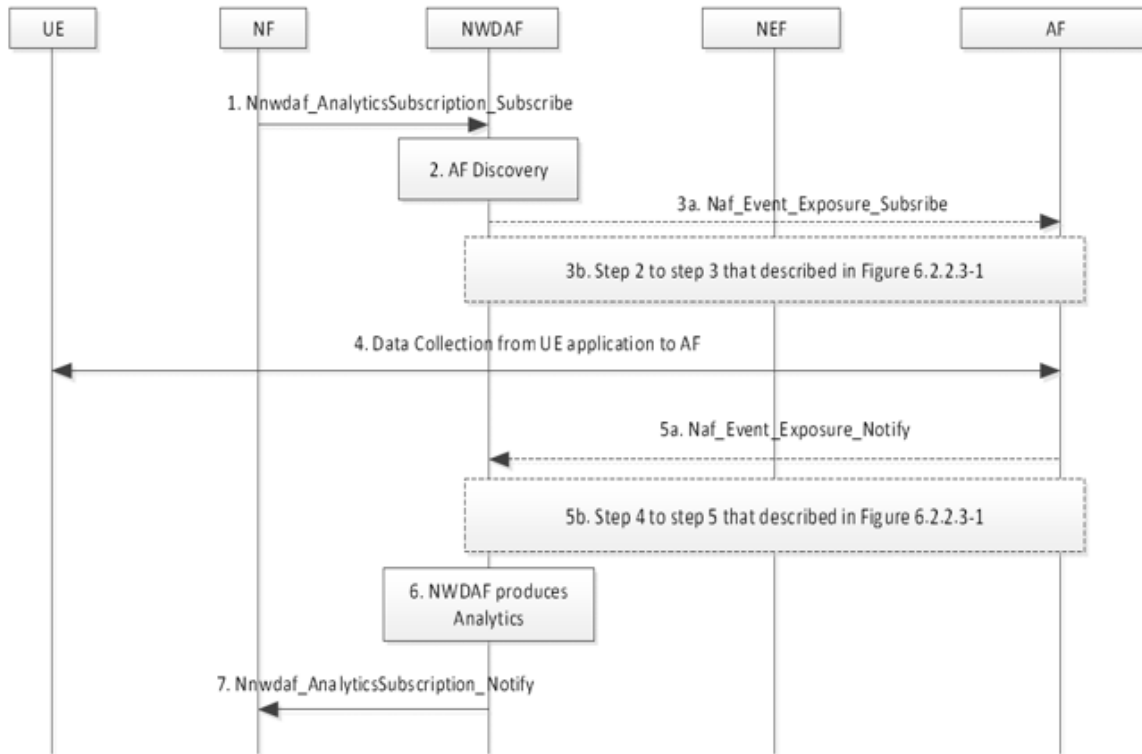 UE
NF
NWDAF
NEF
AF
1. Nnwdaf_AnalyticsSubscription_Subscribe
2. AF Discovery
3a. Naf_Event_Exposure_Subsribe
3b. Step 2 to step 3 that described in Figure 6.2.2.3-1
4. Data Collection from UE application to AF
5a. Naf_Event_Exposure_Notify
5b. Step 4 to step 5 that described in Figure 6.2.2.3-1
6. NWDAF produces
Analytics
7. Nnwdaf_AnalyticsSubscription_Notify